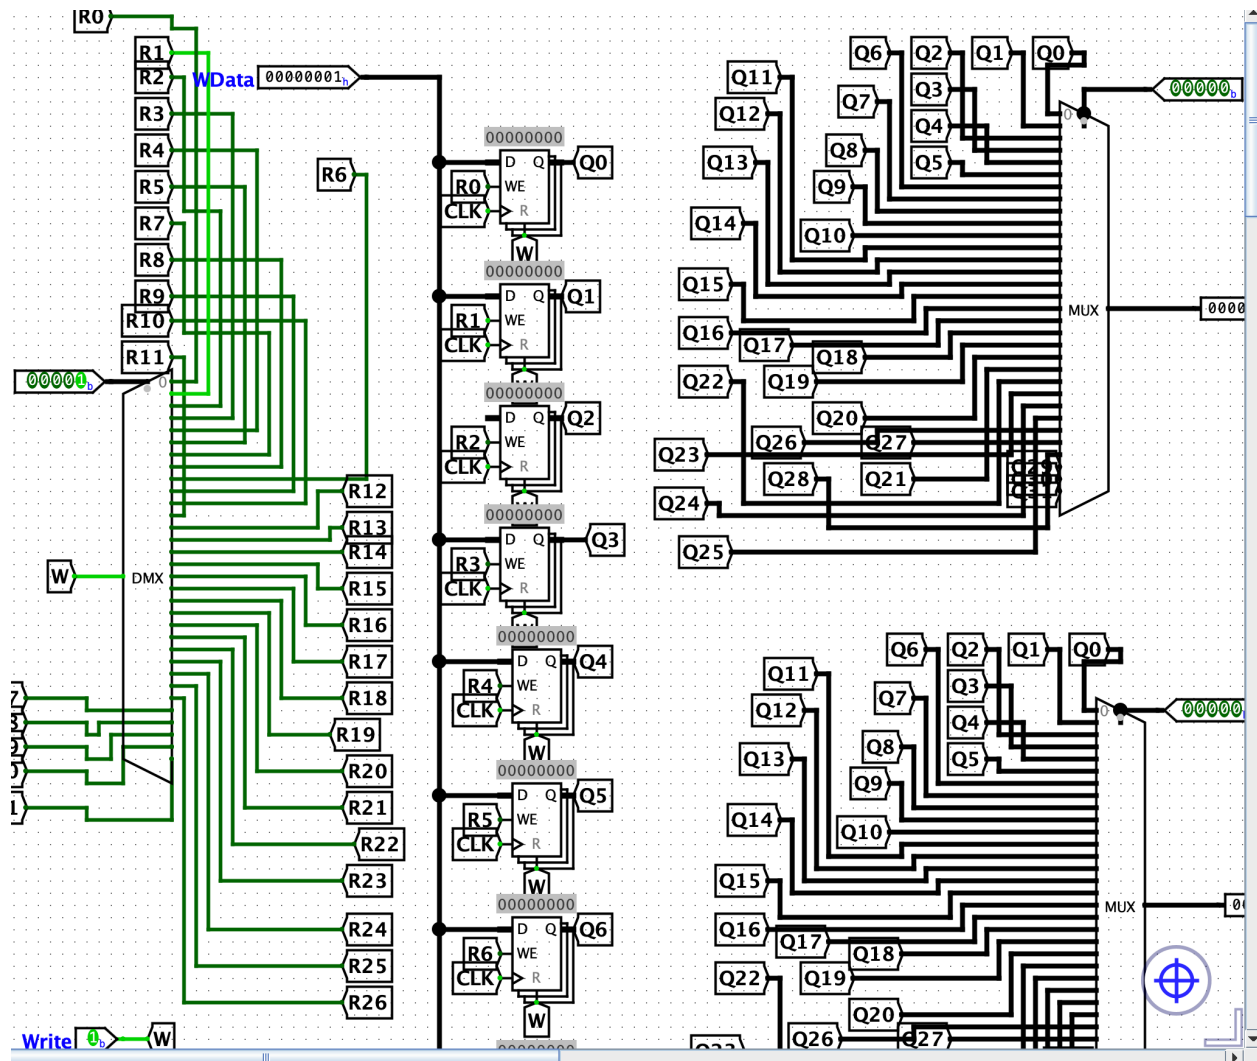 R0
R1
R2
WData 00000001h
R3
R4
R5
R6
R7
R8
R9
R10
R11
00001b
0
W
DMX
R12
R13
R14
R15
R16
R17
R18
R19
R20
R21
R22
R23
R24
R25
R26
Write 1b W
00000000
D Q Q0
R0 WE
CLK R
W
00000000
D Q Q1
R1 WE
CLK R
00000000
D Q Q2
R2 WE
CLK R
00000000
D Q Q3
R3 WE
CLK R
00000000
D Q Q4
R4 WE
CLK R
W
00000000
D Q Q5
R5 WE
CLK R
W
00000000
D Q Q6
R6 WE
CLK R
W
Q6 Q2 Q1 Q0
Q11
Q3 00000b
Q7
Q12 0
Q4
Q8
Q13 Q5
Q9
Q14
Q10
Q15
MUX 0000
Q16
Q17
Q18
Q22 Q19
Q20
Q26 Q27
Q23
Q28 Q21
Q24
Q25
Q6 Q2 Q1 Q0
Q11
Q3
Q7
Q12 0 00000
Q4
Q8
Q13 Q5
Q9
Q14
Q10
Q15
MUX
Q16
Q17
Q18
Q22 Q19
Q20
Q26 Q27